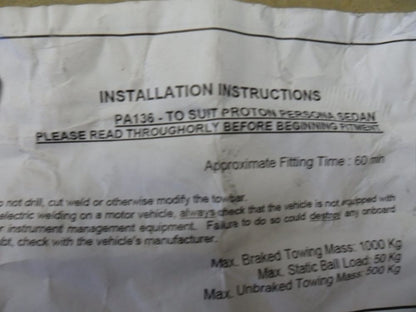 INSTALLATION INSTRUCTIONS
PA136 - TO SUIT PROTON PERSONA SEDAN
PLEASE READ THROUGHORLY BEFORE BEGINNING FITMENT
Approximate Fitting Time : 60 min
not drill, cut weld or otherwise modify the towbar.
electric welding on a motor vehicle, always check that the vehicle is not equipped with
instrument management equipment. Failure to do so could destroy any onboard
check with the vehicle's manufacturer.
Max. Braked Towing Mass: 1000 Kg
Max. Static Ball Load: 50 Kg
Max. Unbraked Towing Mass: 500 Kg